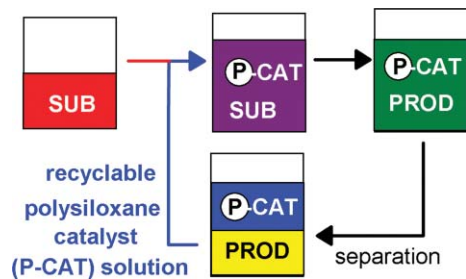 SUB
P-CAT
SUB
P-CAT
PROD
recyclable
polysiloxane
catalyst
(P-CAT) solution
P-CAT
PROD
separation